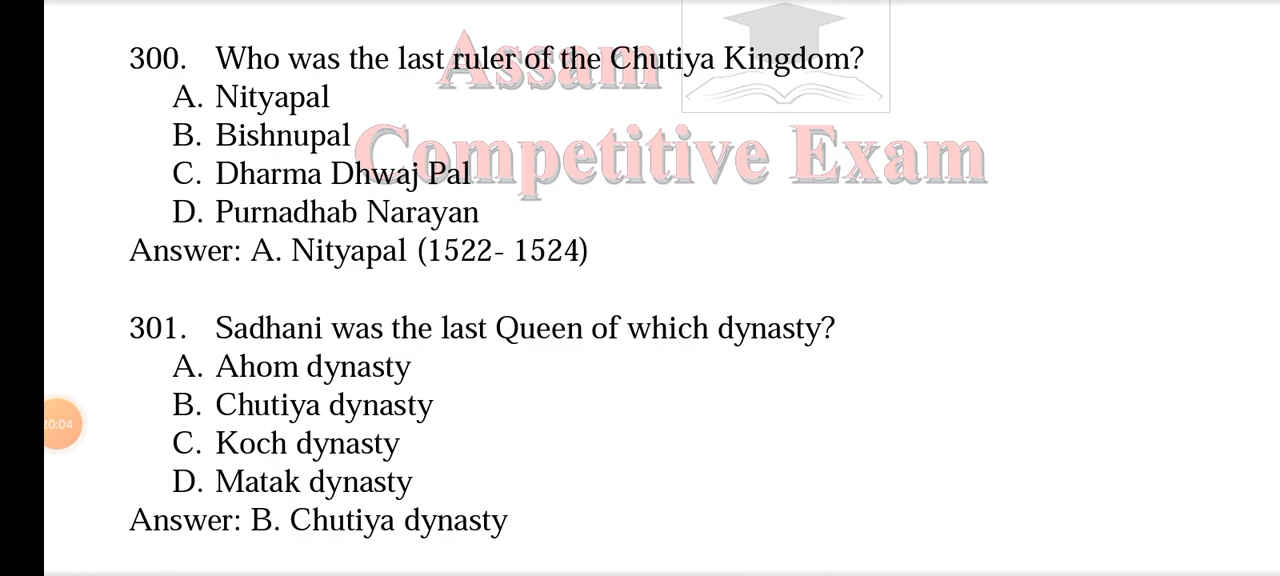 Assam
Competitive Exam
300. Who was the last ruler of the Chutiya Kingdom?
A. Nityapal
B. Bishnupal
C. Dharma Dhwaj Pal
D. Purnadhab Narayan
Answer: A. Nityapal (1522- 1524)
301. Sadhani was the last Queen of which dynasty?
A. Ahom dynasty
B. Chutiya dynasty
C. Koch dynasty
D. Matak dynasty
Answer: B. Chutiya dynasty
20:04